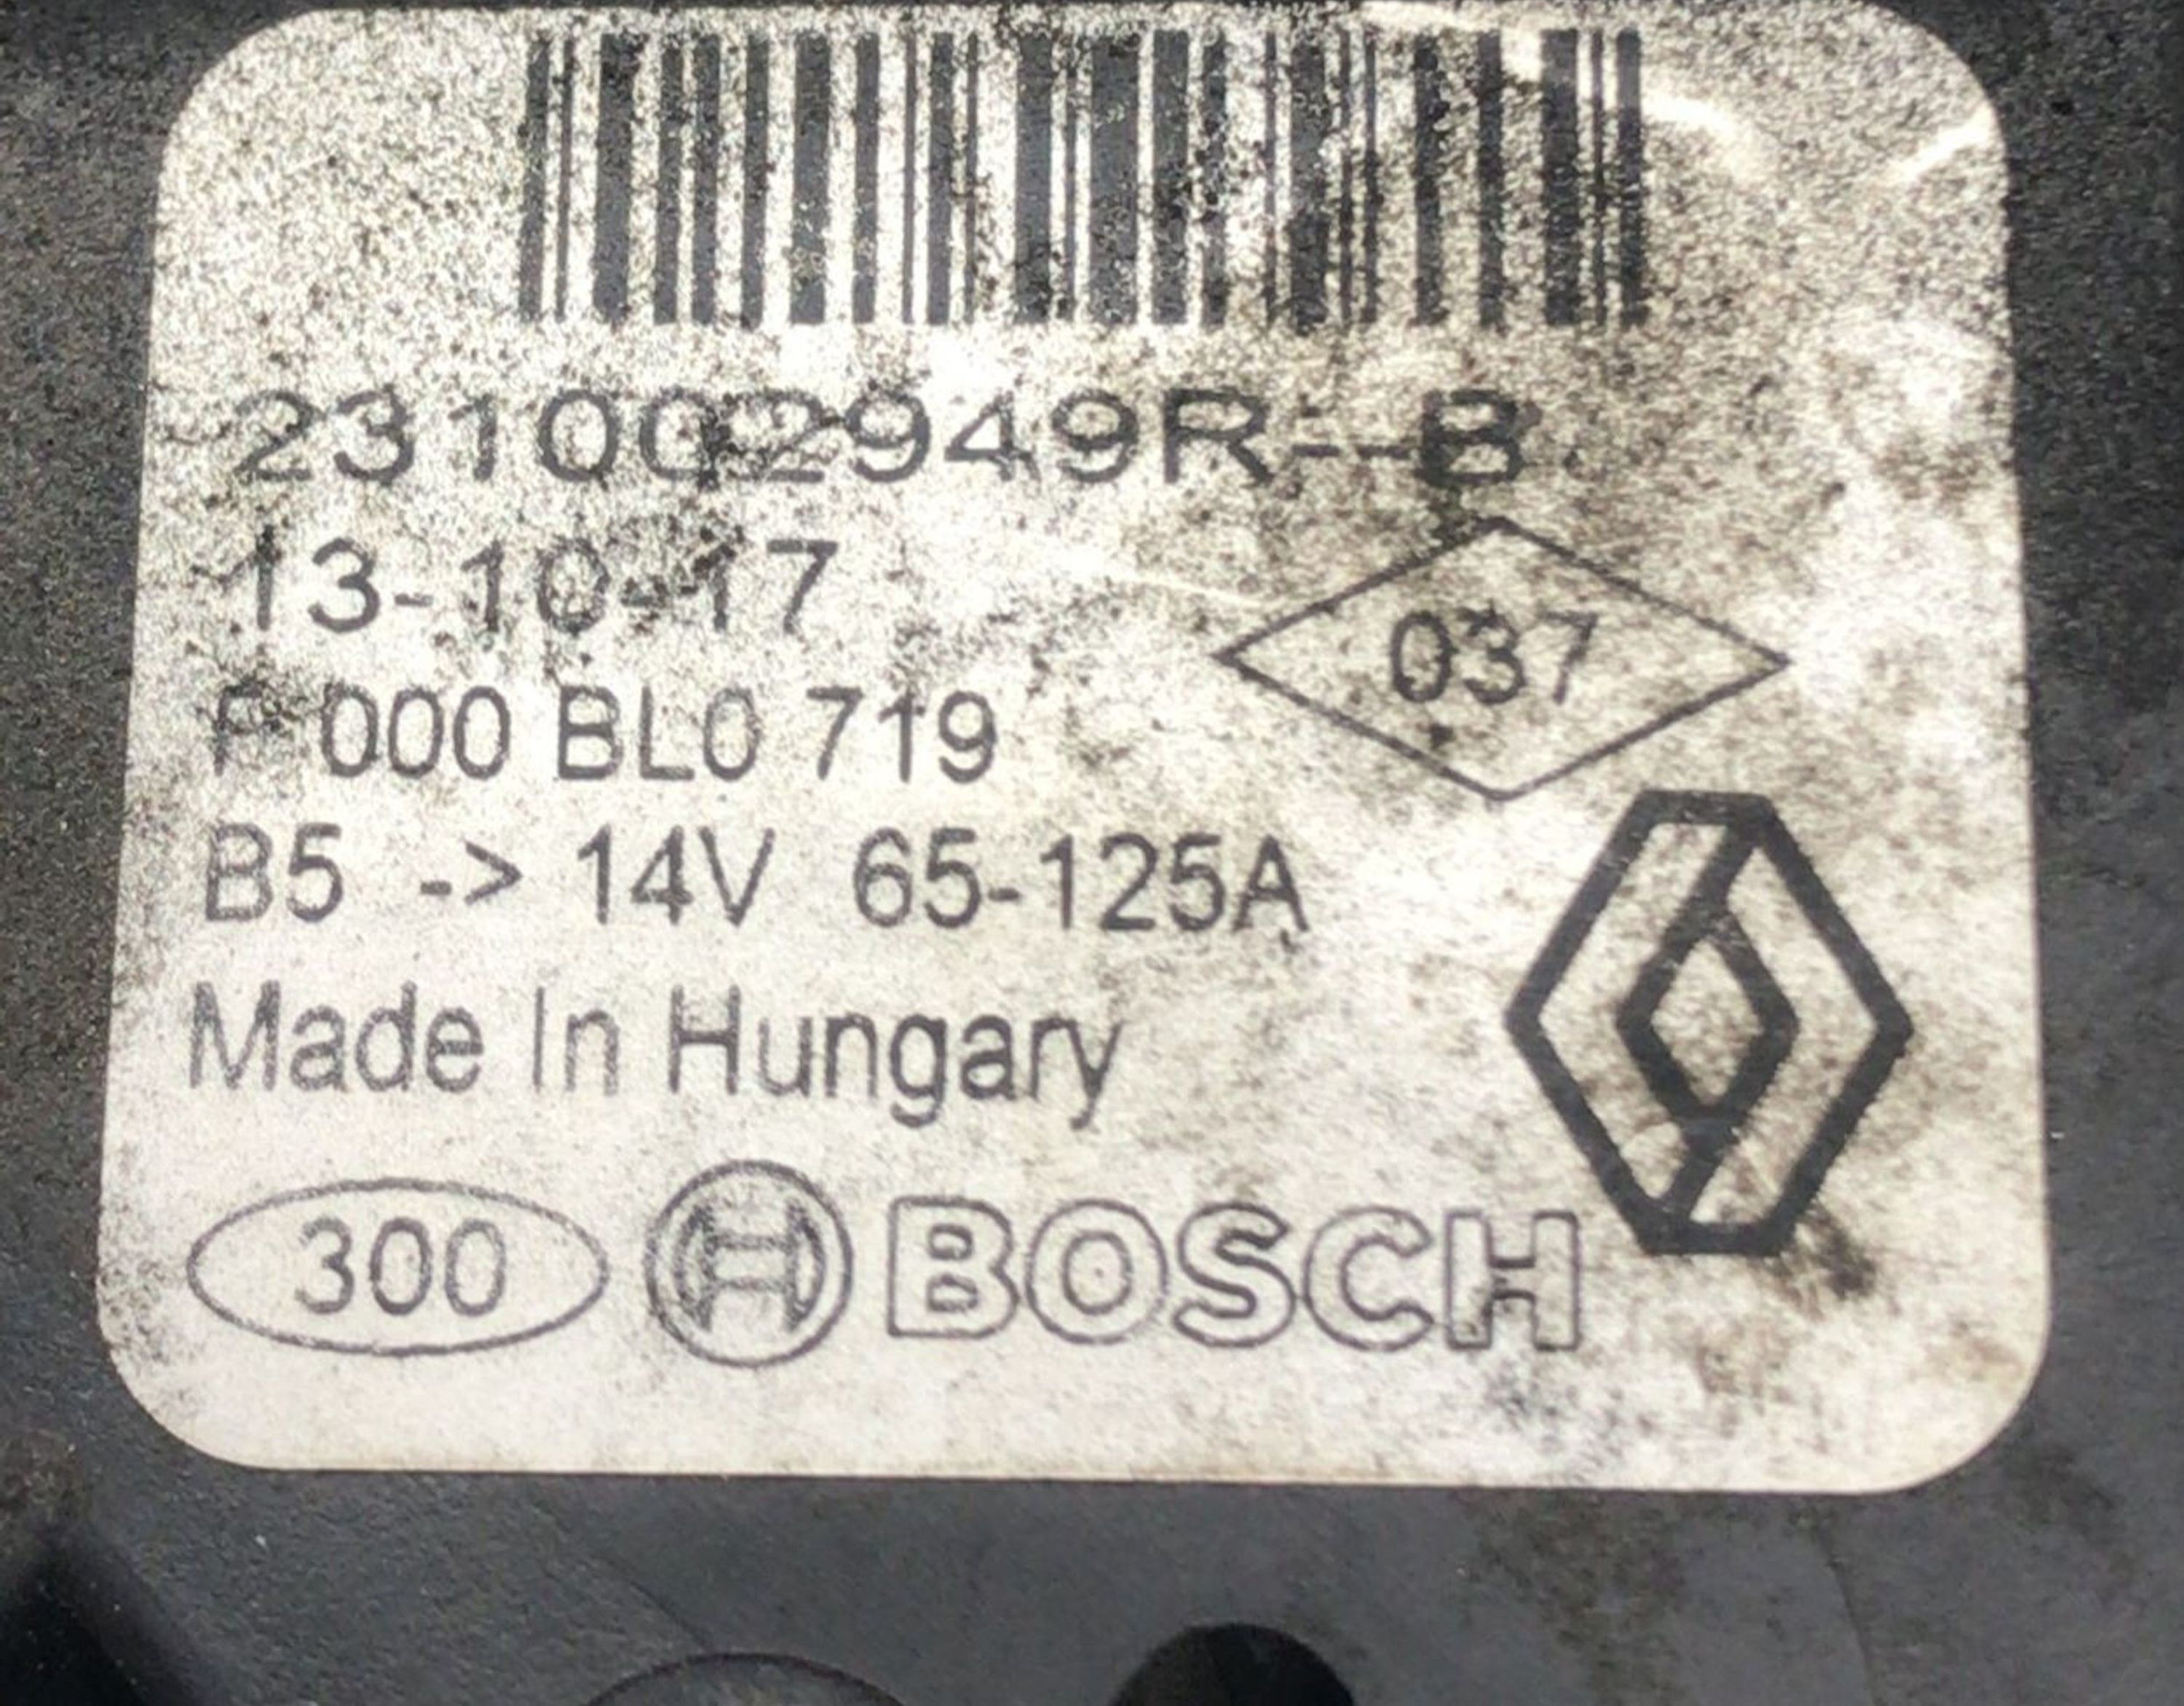 231002949R--B
13-10-17
037
F 000 BL0 719
B5 -> 14V 65-125A
Made In Hungary
300 BOSCH